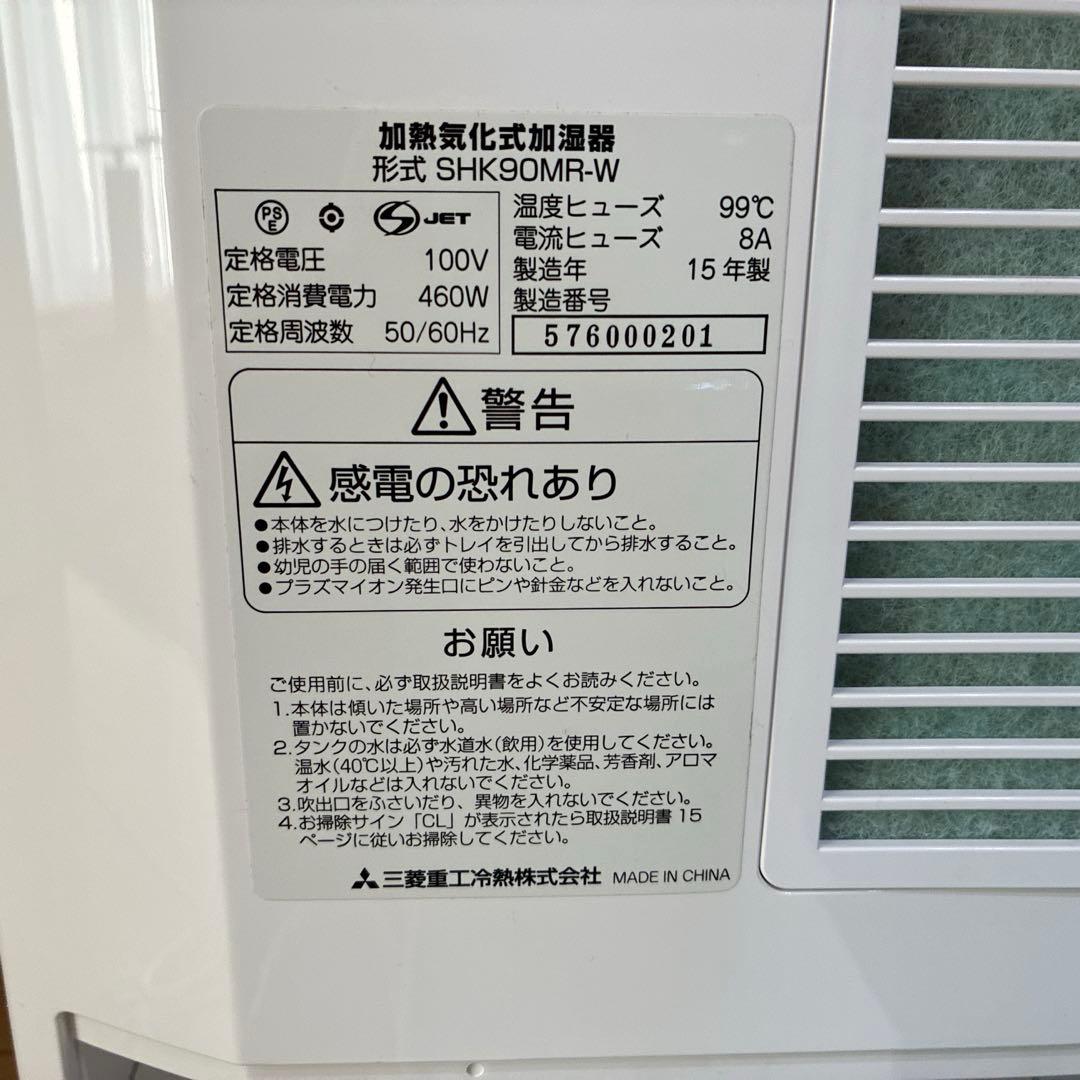 加熱気化式加湿器
形式 SHK90MR-W
PSE JET
定格電圧 100V
定格消費電力 460W
定格周波数 50/60Hz
温度ヒューズ 99℃
電流ヒューズ 8A
製造年 15年製
製造番号
576000201
警告
感電の恐れあり
●本体を水につけたり、水をかけたりしないこと。
●排水するときは必ずトレイを引出してから排水すること。
●幼児の手の届く範囲で使わないこと。
●プラズマイオン発生口にピンや針金などを入れないこと。
お願い
ご使用前に、必ず取扱説明書をよくお読みください。
1.本体は傾いた場所や高い場所など不安定な場所には
置かないでください。
2.タンクの水は必ず水道水(飲用)を使用してください。
温水(40℃以上)や汚れた水、化学薬品、芳香剤、アロマ
オイルなどは入れないでください。
3.吹出口をふさいだり、異物を入れないでください。
4.お掃除サイン「CL」が表示されたら取扱説明書15
ページに従いお掃除してください。
三菱重工冷熱株式会社 MADE IN CHINA